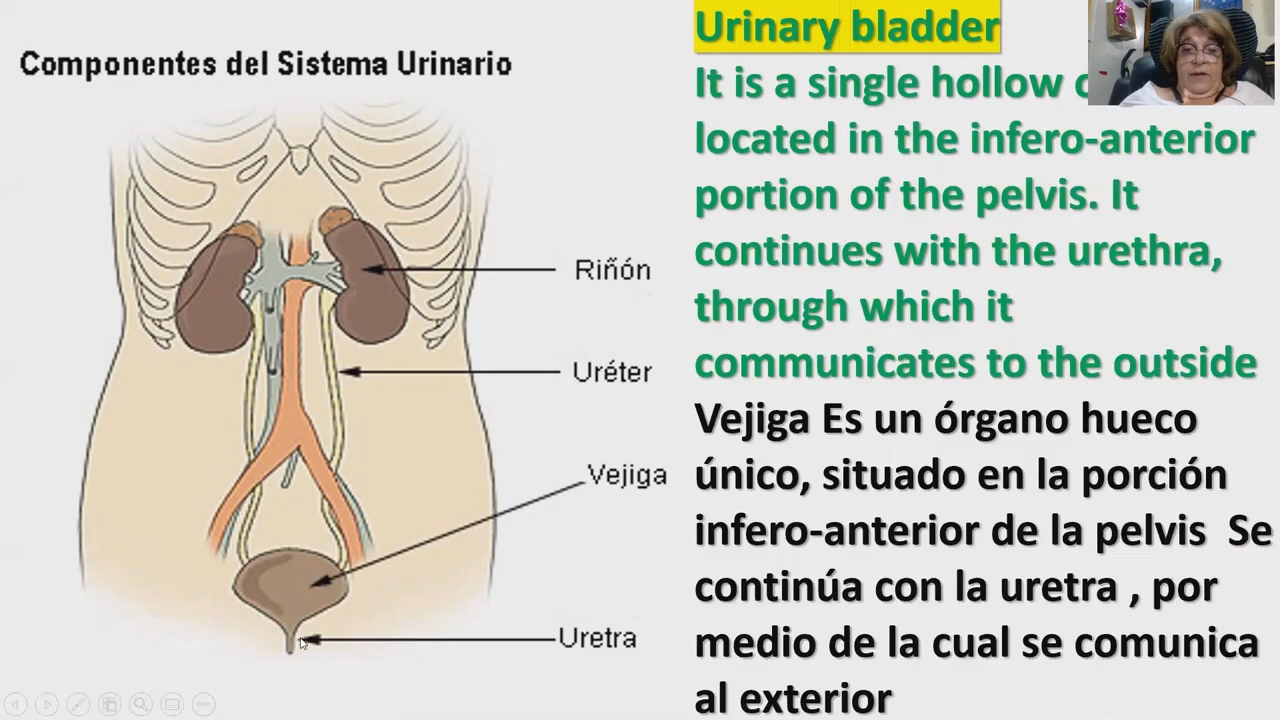 Componentes del Sistema Urinario
Riñón
Uréter
Vejiga
Uretra
Urinary bladder
It is a single hollow
located in the infero-anterior
portion of the pelvis. It
continues with the urethra,
through which it
communicates to the outside
Vejiga Es un órgano hueco
único, situado en la porción
infero-anterior de la pelvis Se
continúa con la uretra , por
medio de la cual se comunica
al exterior